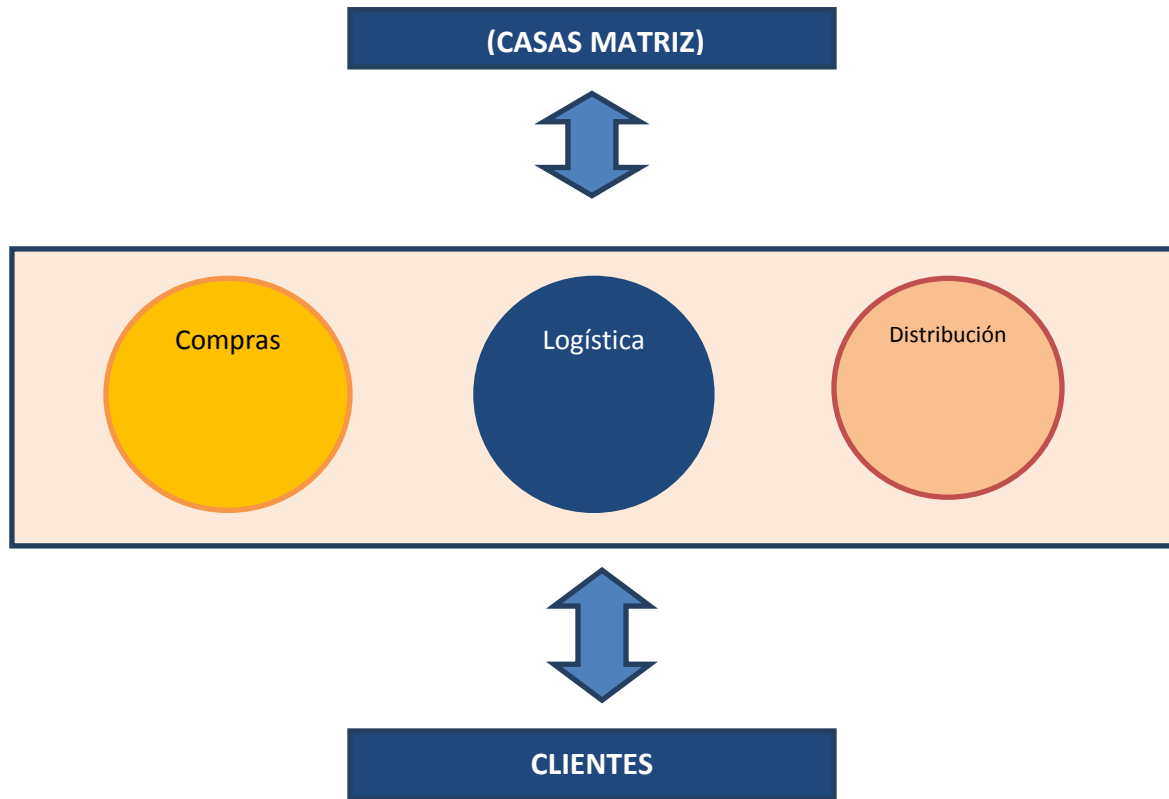 (CASAS MATRIZ)
Compras
Logística
Distribución
CLIENTES